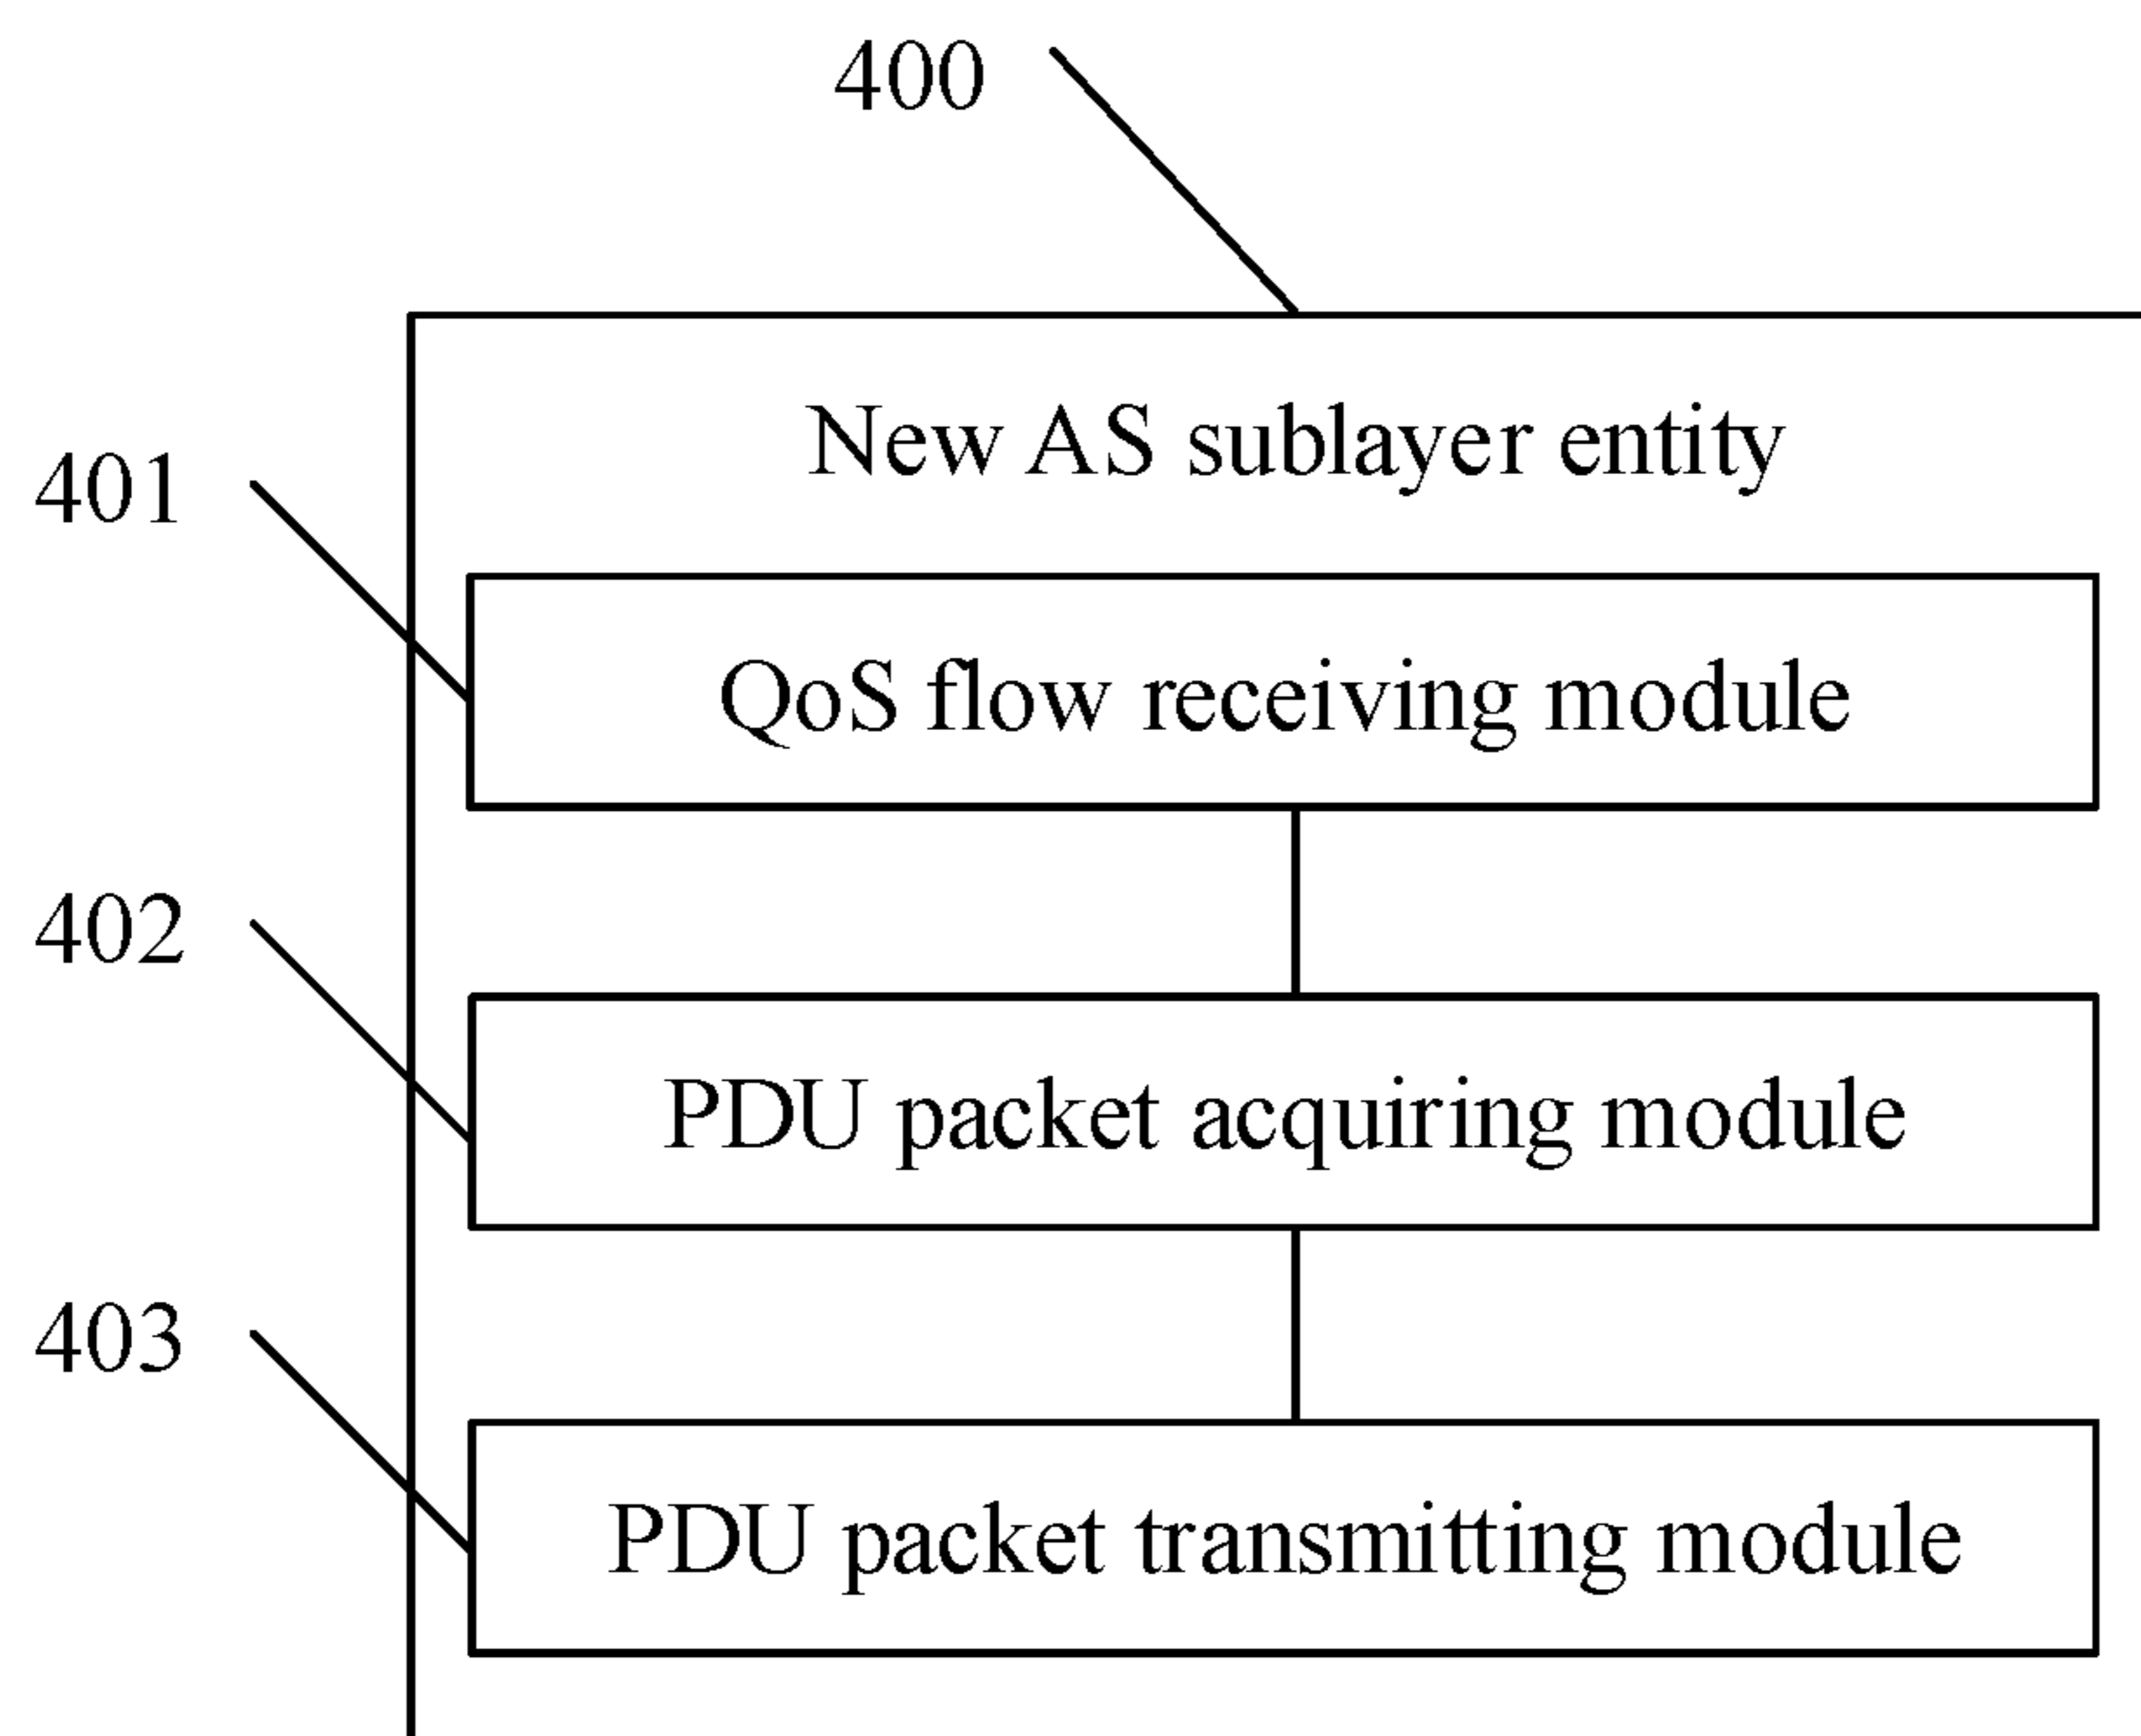 400
New AS sublayer entity
401
QoS flow receiving module
402
PDU packet acquiring module
403
PDU packet transmitting module